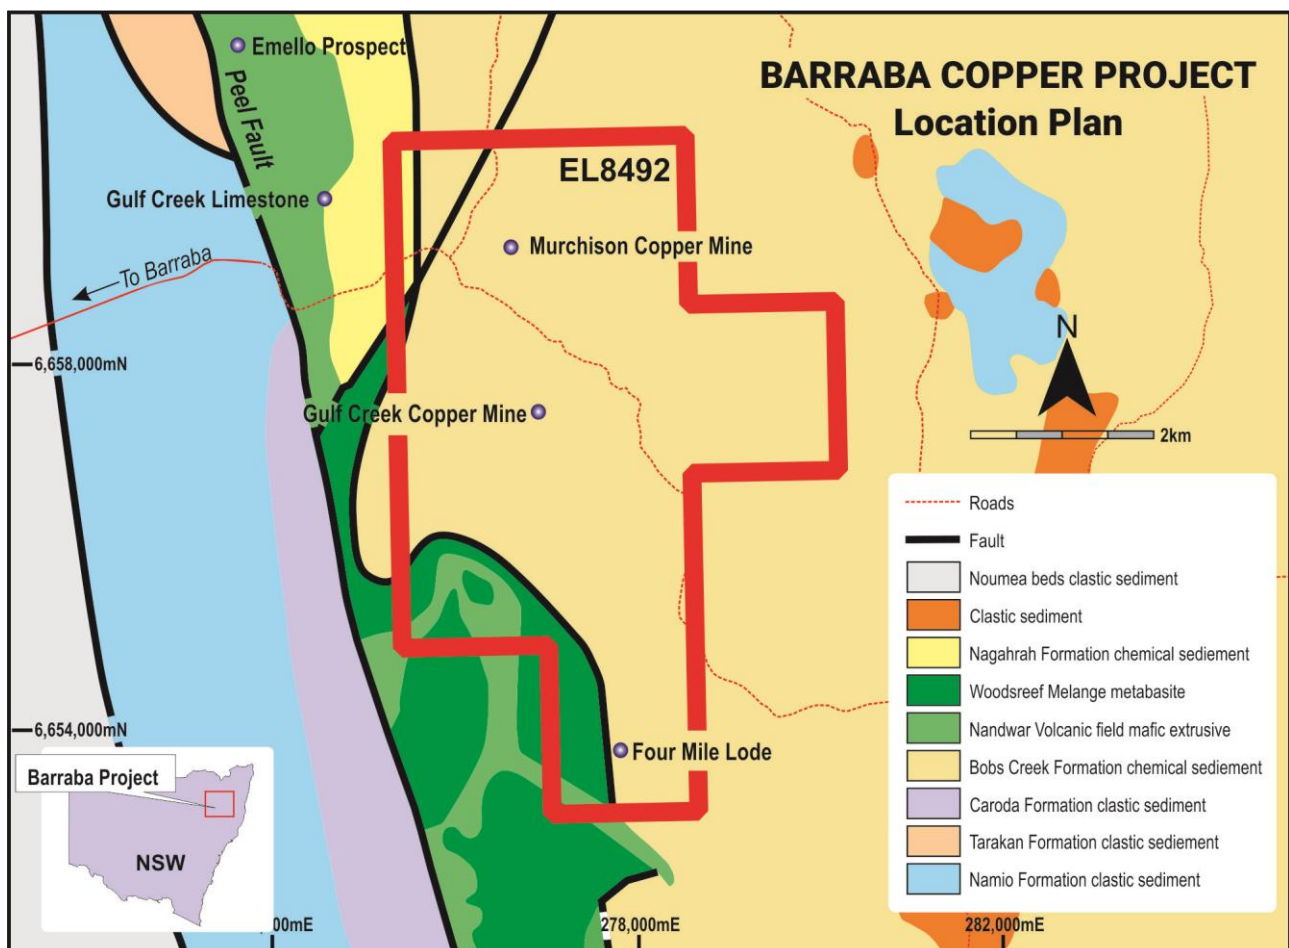 BARRABA COPPER PROJECT
Location Plan
Emello Prospect
Peel Fault
EL8492
Gulf Creek Limestone
Murchison Copper Mine
To Barraba
N
6,658,000mN
Gulf Creek Copper Mine
2km
Roads
Fault
Noumea beds clastic sediment
Clastic sediment
Nagahrah Formation chemical sediement
Woodsreef Melange metabasite
Nandwar Volcanic field mafic extrusive
Bobs Creek Formation chemical sediement
Caroda Formation clastic sediment
Tarakan Formation clastic sediement
Namio Formation clastic sediment
6,654,000mN
Four Mile Lode
Barraba Project
NSW
00mE
278,000mE
282,000mE